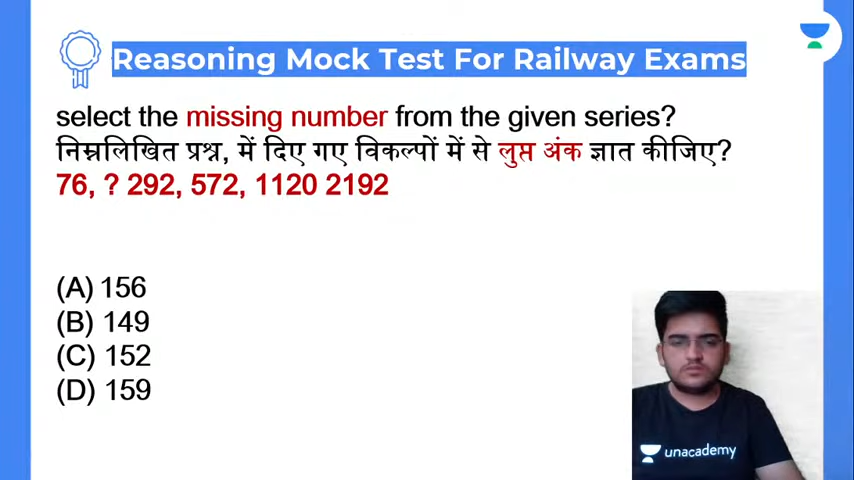 Reasoning Mock Test For Railway Exams
select the missing number from the given series?
निम्नलिखित प्रश्न, में दिए गए विकल्पों में से लुप्त अंक ज्ञात कीजिए?
76, ? 292, 572, 1120 2192
(A) 156
(B) 149
(C) 152
(D) 159
unacademy